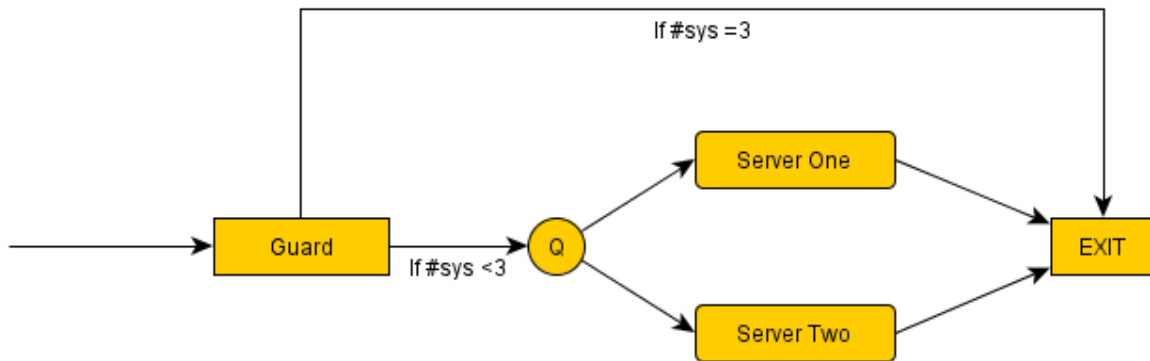 If #sys =3
Server One
Guard
If #sys <3
Q
EXIT
Server Two